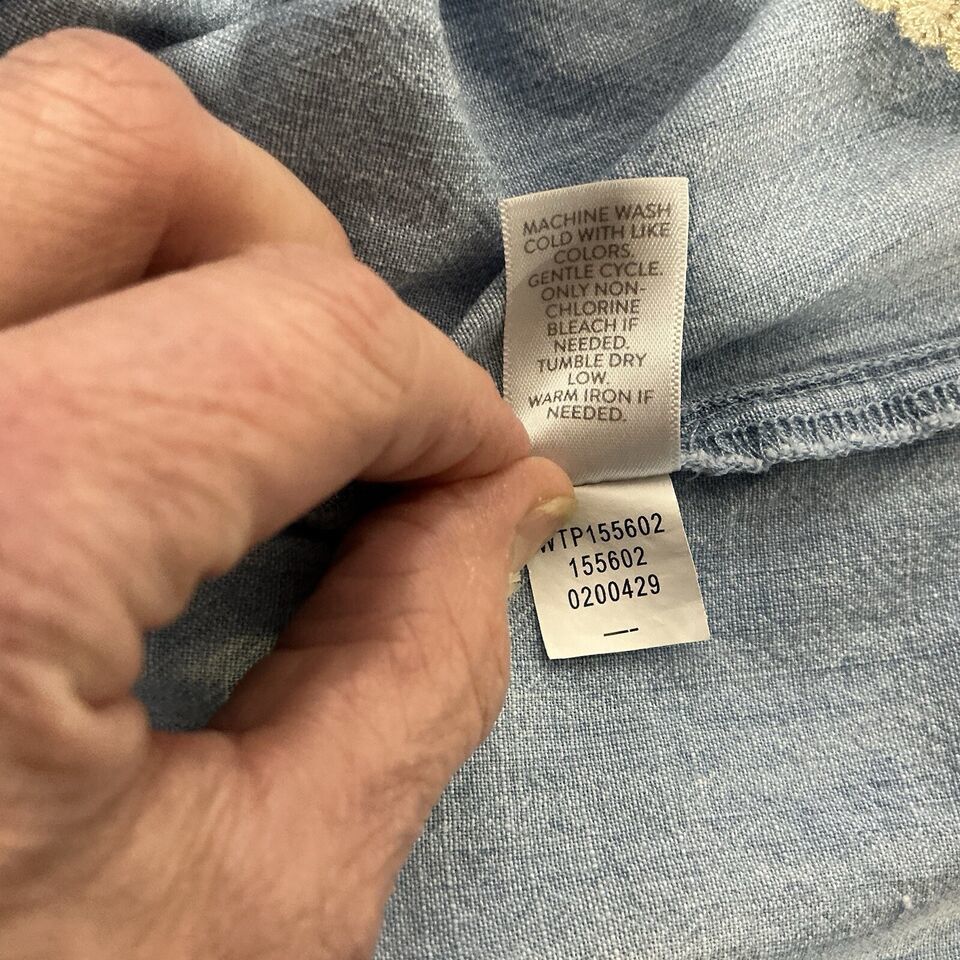 MACHINE WASH
COLD WITH LIKE
COLORS.
GENTLE CYCLE.
ONLY NON-
CHLORINE
BLEACH IF
NEEDED.
TUMBLE DRY
LOW
WARM IRON IF
NEEDED.
WTP155602
155602
0200429